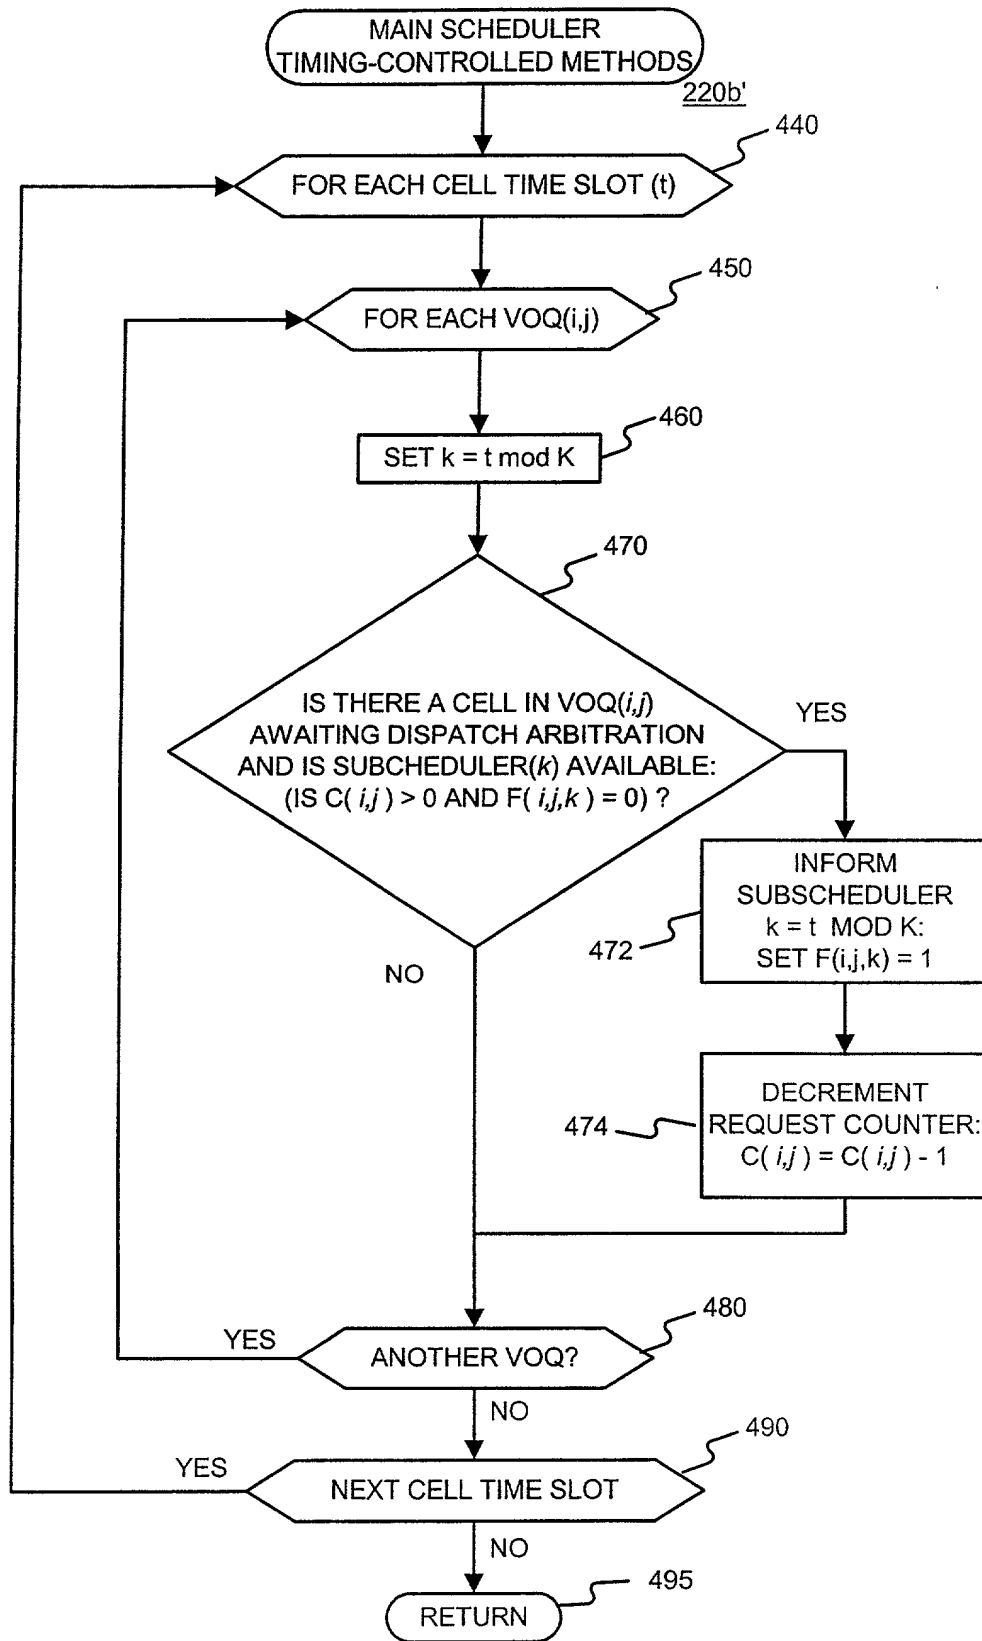 MAIN SCHEDULER
TIMING-CONTROLLED METHODS
220b'
440
FOR EACH CELL TIME SLOT (t)
450
FOR EACH VOQ(i,j)
460
SET k = t mod K
470
IS THERE A CELL IN VOQ(i,j)
AWAITING DISPATCH ARBITRATION
AND IS SUBCHEDULER(k) AVAILABLE:
(IS C( i,j ) > 0 AND F( i,j,k ) = 0) ?
YES
INFORM
SUBSCHEDULER
k = t MOD K:
SET F(i,j,k) = 1
472
NO
DECREMENT
REQUEST COUNTER:
C( i,j ) = C( i,j ) - 1
474
480
YES
ANOTHER VOQ?
NO
490
YES
NEXT CELL TIME SLOT
NO
495
RETURN